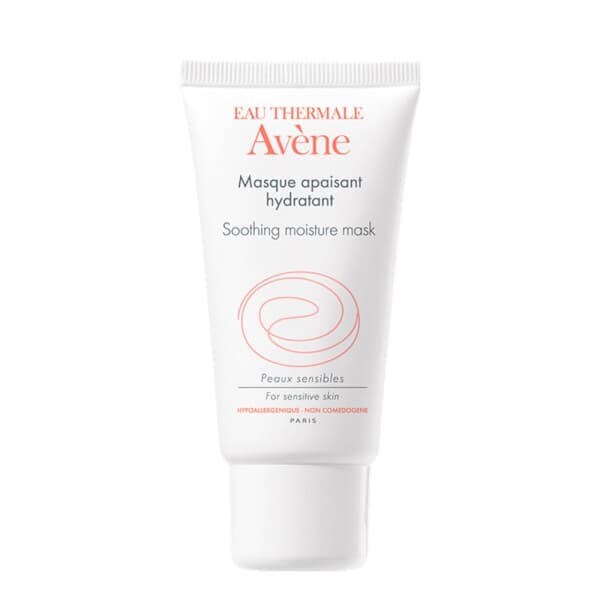 EAU THERMALE
Avène
Masque apaisant
hydratant
Soothing moisture mask
Peaux sensibles
For sensitive skin
HYPOALLERGENIQUE - NON COMEDOGENE
PARIS